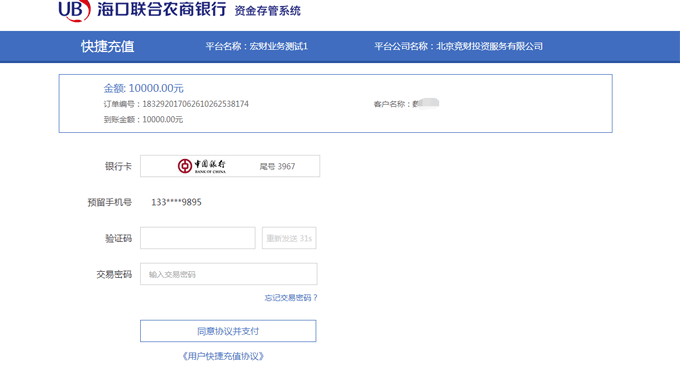 UB 海口联合农商银行 资金存管系统
快捷充值 平台名称：宏财业务测试1 平台公司名称：北京竞财投资服务有限公司
金额: 10000.00元
订单编号：183292017062610262538174 客户名称：
到账金额：10000.00元
银行卡 中国银行 BANK OF CHINA 尾号 3967
预留手机号 133****9895
验证码 重新发送 31s
交易密码 输入交易密码
忘记交易密码？
同意协议并支付
《用户快捷充值协议》